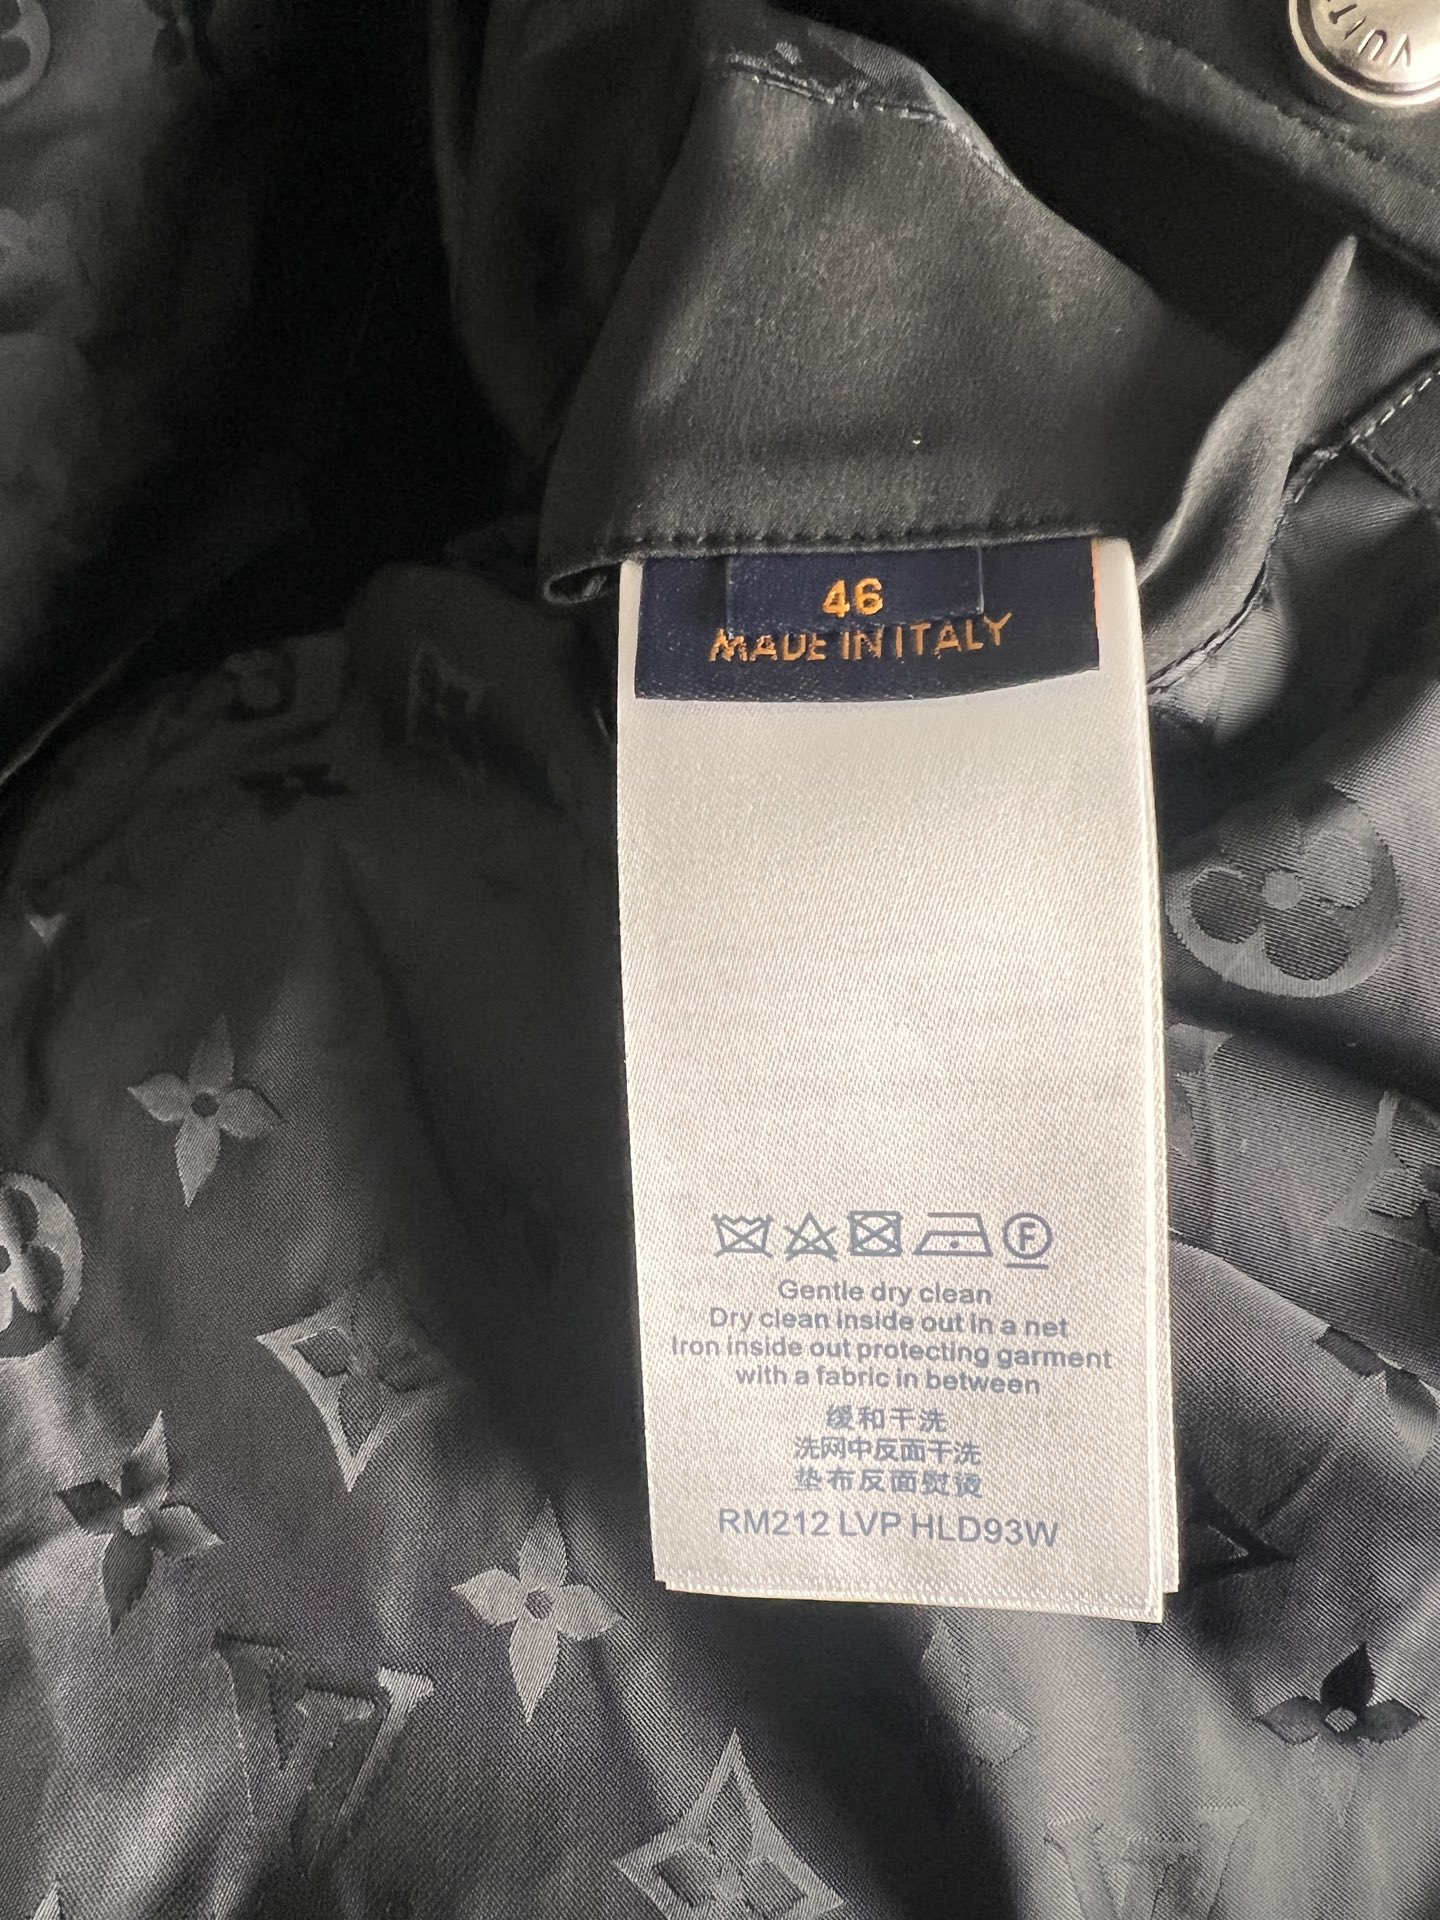 VUIT
46
MADE IN ITALY
F
Gentle dry clean
Dry clean inside out in a net
Iron inside out protecting garment
with a fabric in between
缓和干洗
洗网中反面干洗
垫布反面熨烫
RM212 LVP HLD93W